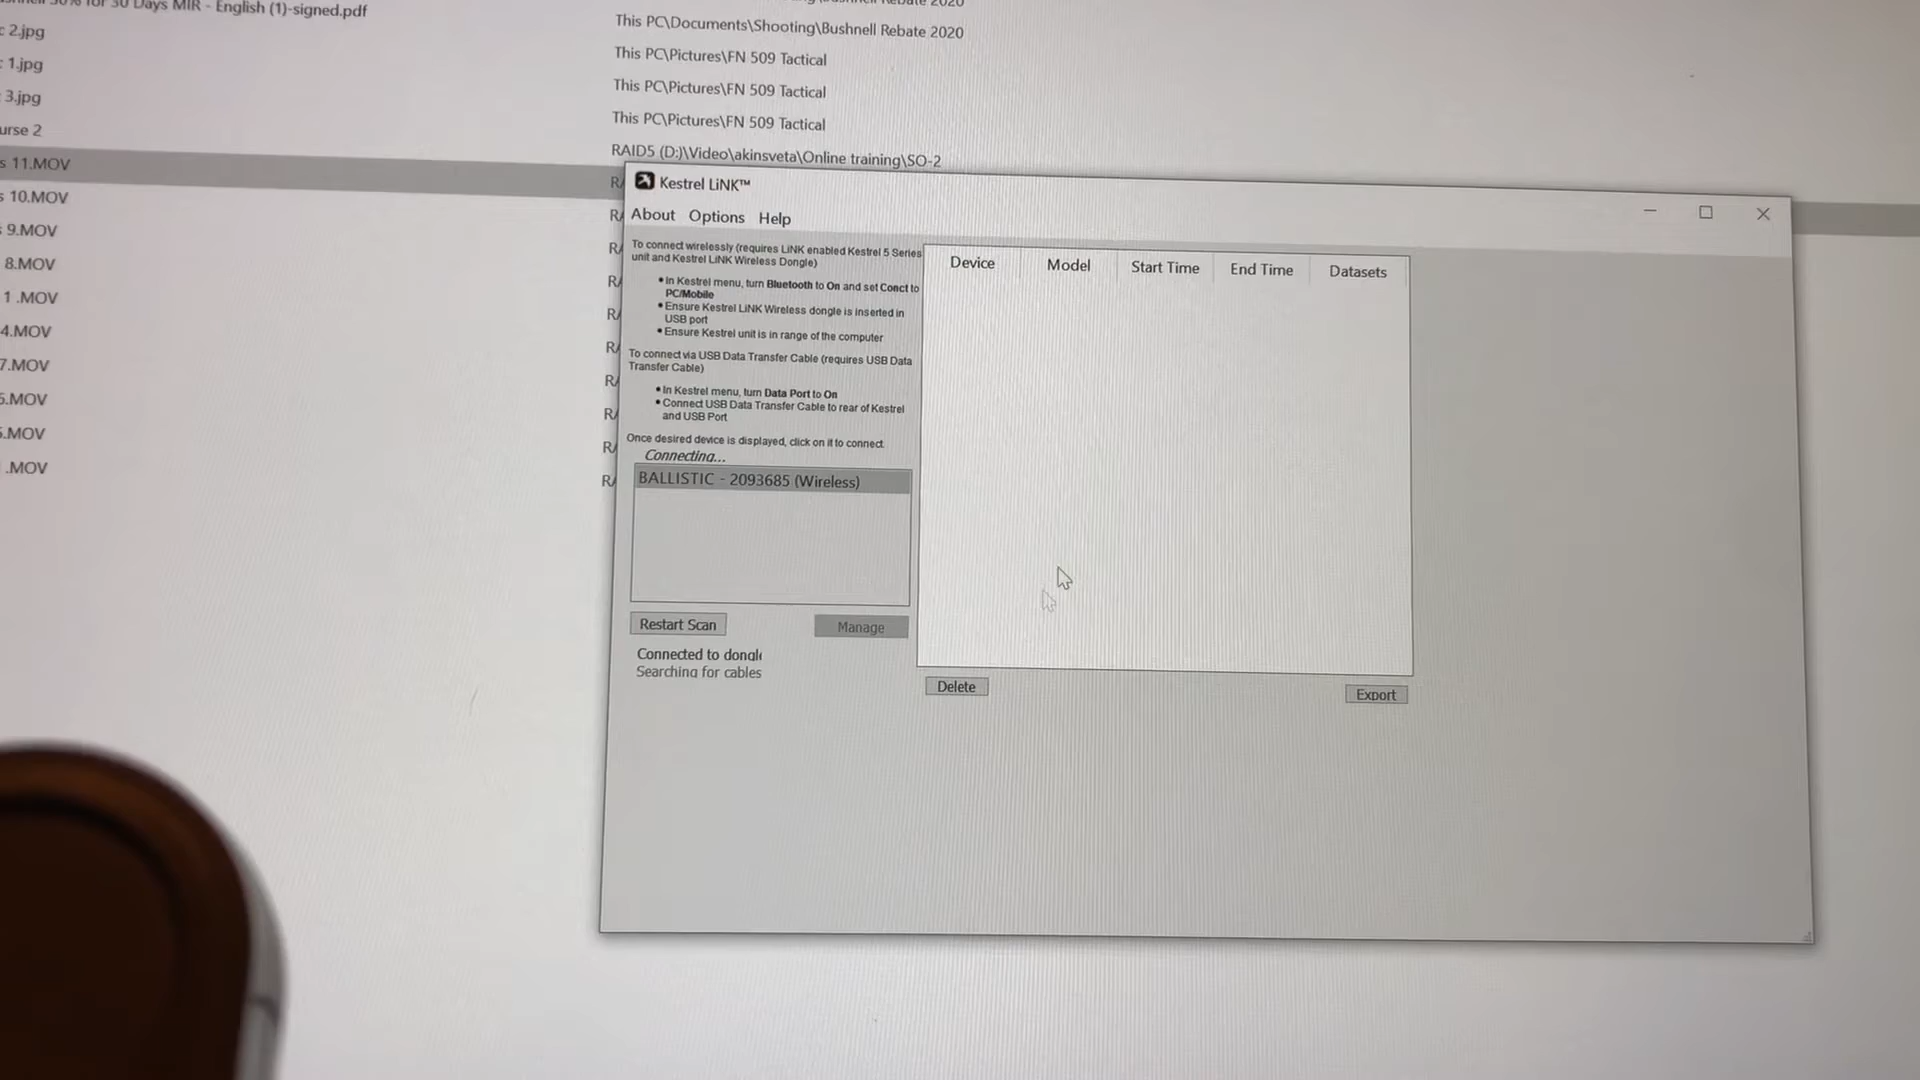 30 Days MIR - English (1)-signed.pdf
2.jpg
1.jpg
3.jpg
urse 2
s 11.MOV
s 10.MOV
9.MOV
8.MOV
1 .MOV
4.MOV
7.MOV
.MOV
.MOV
.MOV
This PC\Documents\Shooting\Bushnell Rebate 2020
This PC\Pictures\FN 509 Tactical
This PC\Pictures\FN 509 Tactical
This PC\Pictures\FN 509 Tactical
RAID5 (D:)\Video\akinsveta\Online training\SO-2
Kestrel LiNK™
About Options Help
To connect wirelessly (requires LiNK enabled Kestrel 5 Series
unit and Kestrel LiNK Wireless Dongle)
• In Kestrel menu, turn Bluetooth to On and set Conct to
PC/Mobile
• Ensure Kestrel LiNK Wireless dongle is inserted in
USB port
• Ensure Kestrel unit is in range of the computer
To connect via USB Data Transfer Cable (requires USB Data
Transfer Cable)
• In Kestrel menu, turn Data Port to On
• Connect USB Data Transfer Cable to rear of Kestrel
and USB Port
Once desired device is displayed, click on it to connect.
Connecting...
BALLISTIC - 2093685 (Wireless)
Restart Scan Manage
Connected to dongl
Searching for cables
Device Model Start Time End Time Datasets
Delete Export